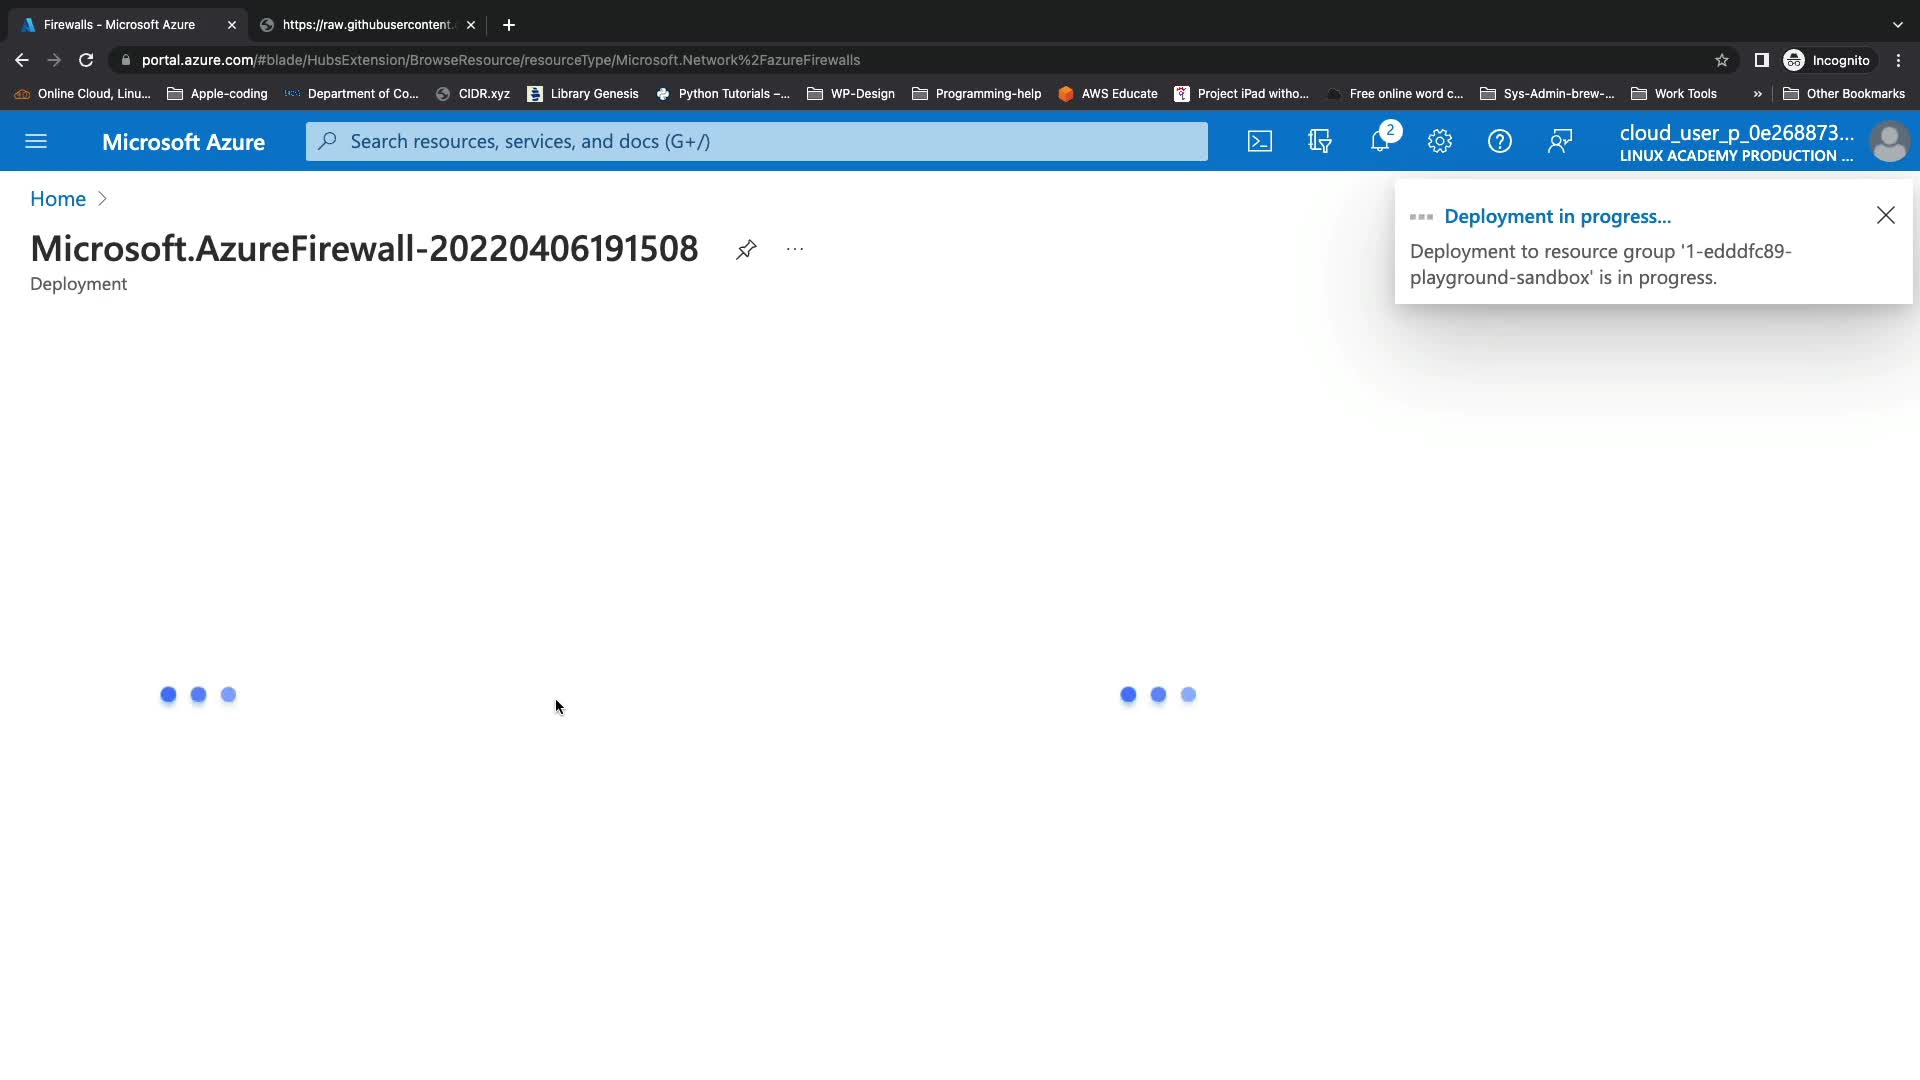 Firewalls - Microsoft Azure
https://raw.githubusercontent.c
portal.azure.com/#blade/HubsExtension/BrowseResource/resourceType/Microsoft.Network%2FazureFirewalls
Incognito
Online Cloud, Linu...
Apple-coding
Department of Co...
CIDR.xyz
Library Genesis
Python Tutorials –...
WP-Design
Programming-help
AWS Educate
Project iPad witho...
Free online word c...
Sys-Admin-brew-...
Work Tools
»
Other Bookmarks
Microsoft Azure
Search resources, services, and docs (G+/)
2
cloud_user_p_0e268873...
LINUX ACADEMY PRODUCTION ...
Home
Microsoft.AzureFirewall-20220406191508
...
Deployment
Deployment in progress...
Deployment to resource group '1-edddfc89-
playground-sandbox' is in progress.